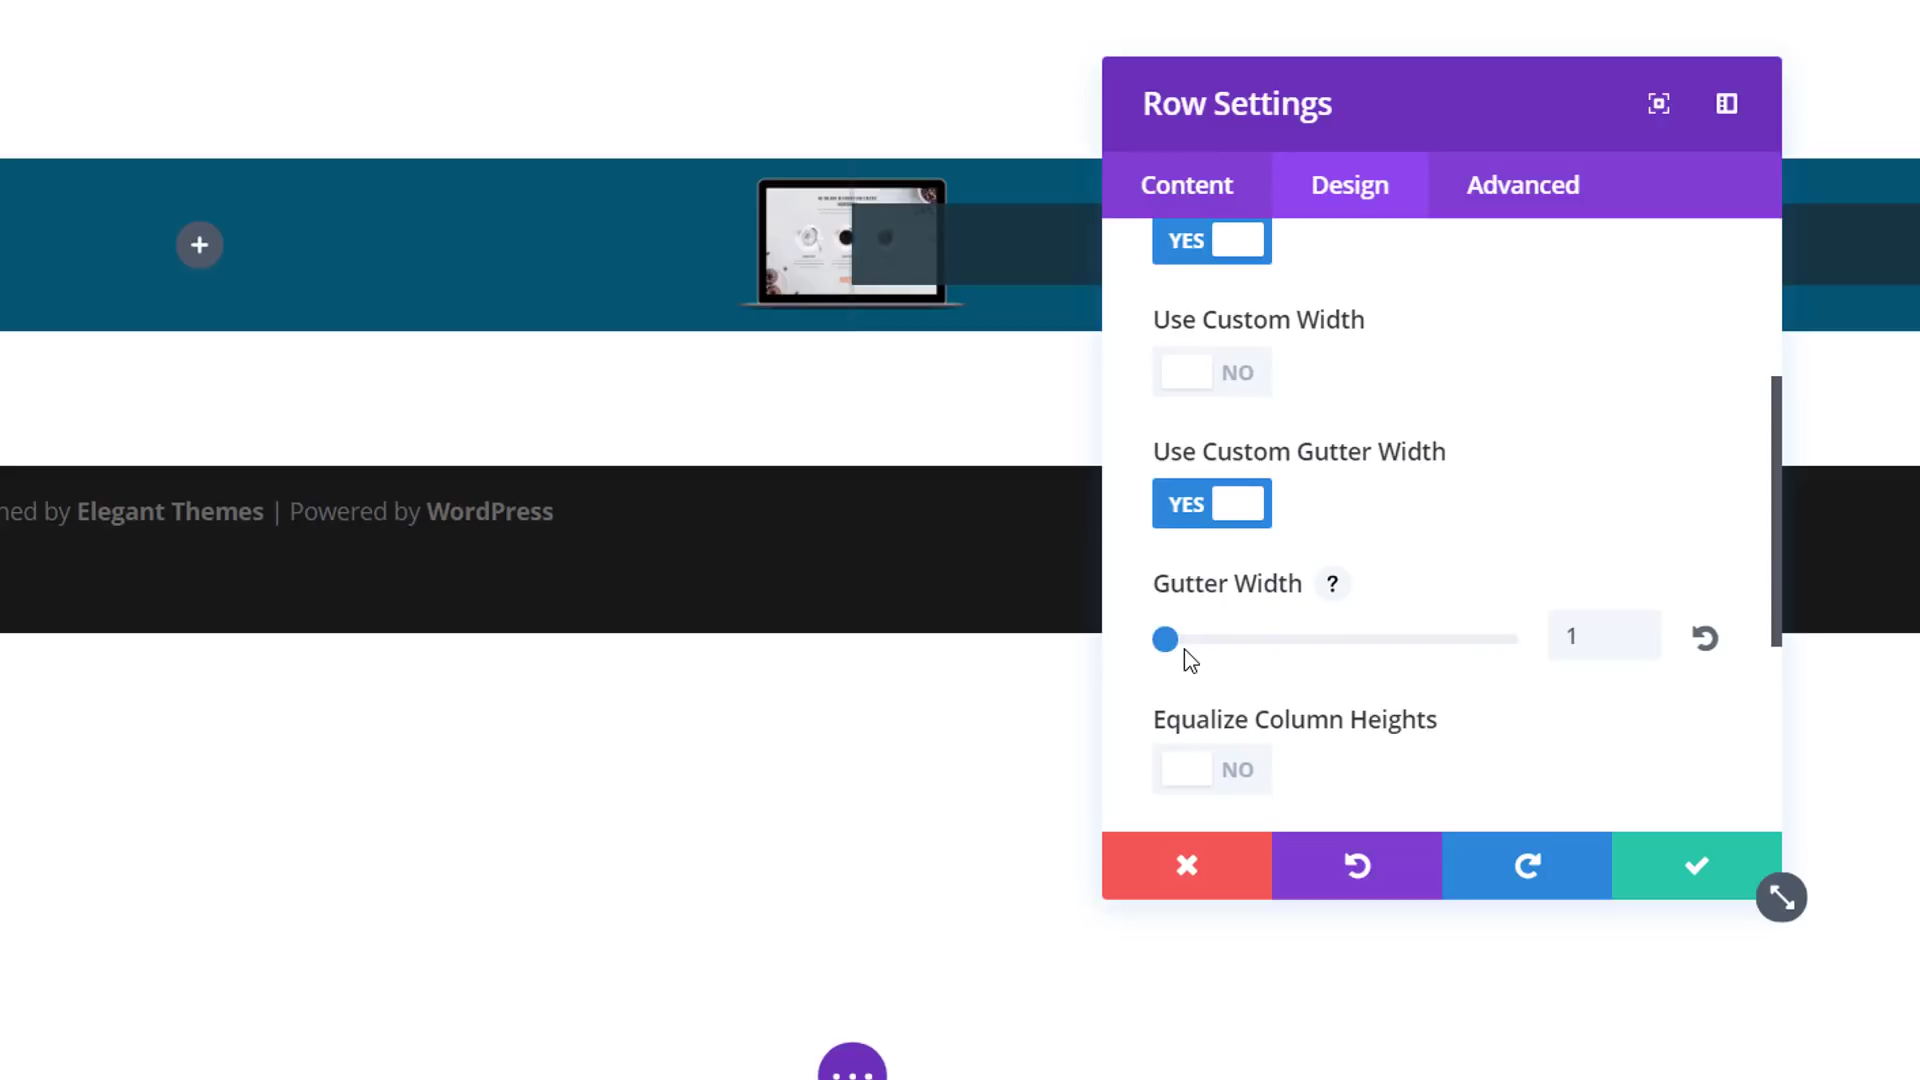 Row Settings
Content
Design
Advanced
YES
Use Custom Width
NO
Use Custom Gutter Width
YES
Gutter Width ?
1
Equalize Column Heights
NO
ned by Elegant Themes | Powered by WordPress